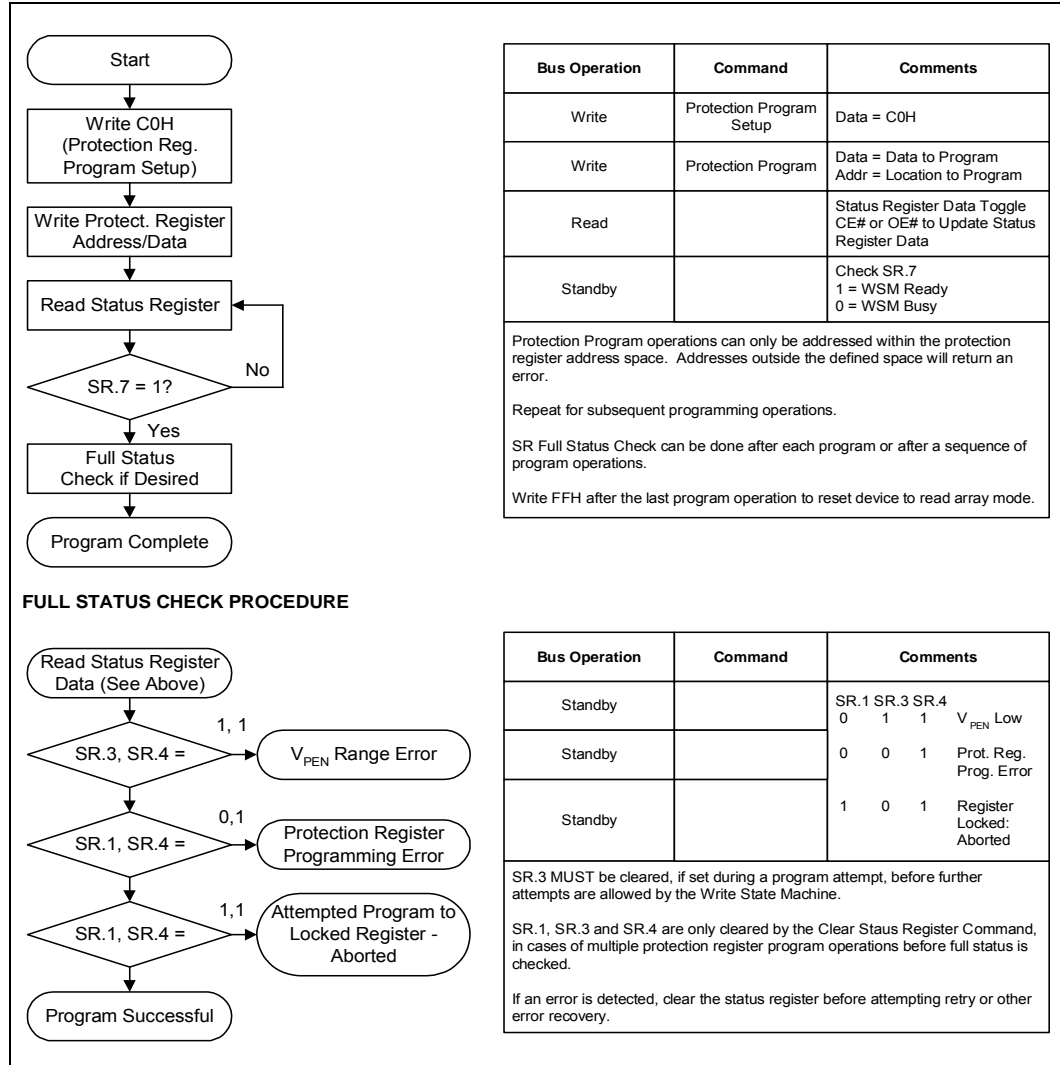 Start
Write C0H
(Protection Reg.
Program Setup)
Write Protect. Register
Address/Data
Read Status Register
No
SR.7 = 1?
Yes
Full Status
Check if Desired
Program Complete
Bus Operation Command Comments
Write Protection Program
Setup Data = C0H
Write Protection Program Data = Data to Program
Addr = Location to Program
Read Status Register Data Toggle
CE# or OE# to Update Status
Register Data
Standby Check SR.7
1 = WSM Ready
0 = WSM Busy
Protection Program operations can only be addressed within the protection
register address space. Addresses outside the defined space will return an
error.
Repeat for subsequent programming operations.
SR Full Status Check can be done after each program or after a sequence of
program operations.
Write FFH after the last program operation to reset device to read array mode.
FULL STATUS CHECK PROCEDURE
Read Status Register
Data (See Above)
1, 1
SR.3, SR.4 =
VPEN Range Error
0,1
SR.1, SR.4 =
Protection Register
Programming Error
1,1
SR.1, SR.4 =
Attempted Program to
Locked Register -
Aborted
Program Successful
Bus Operation Command Comments
Standby SR.1 SR.3 SR.4
0 1 1 VPEN Low
Standby 0 0 1 Prot. Reg.
Prog. Error
Standby 1 0 1 Register
Locked:
Aborted
SR.3 MUST be cleared, if set during a program attempt, before further
attempts are allowed by the Write State Machine.
SR.1, SR.3 and SR.4 are only cleared by the Clear Staus Register Command,
in cases of multiple protection register program operations before full status is
checked.
If an error is detected, clear the status register before attempting retry or other
error recovery.